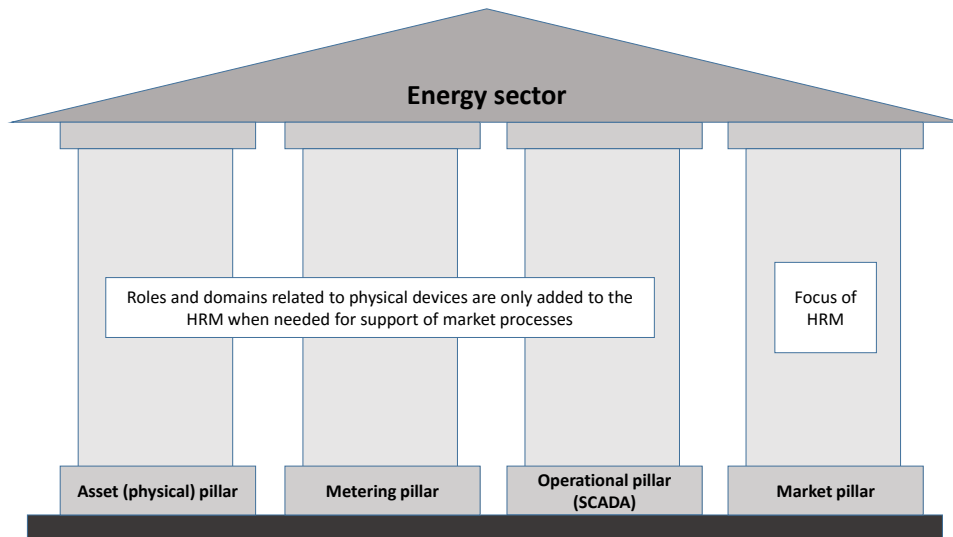 Energy sector
Roles and domains related to physical devices are only added to the
HRM when needed for support of market processes
Focus of
HRM
Asset (physical) pillar
Metering pillar
Operational pillar
(SCADA)
Market pillar